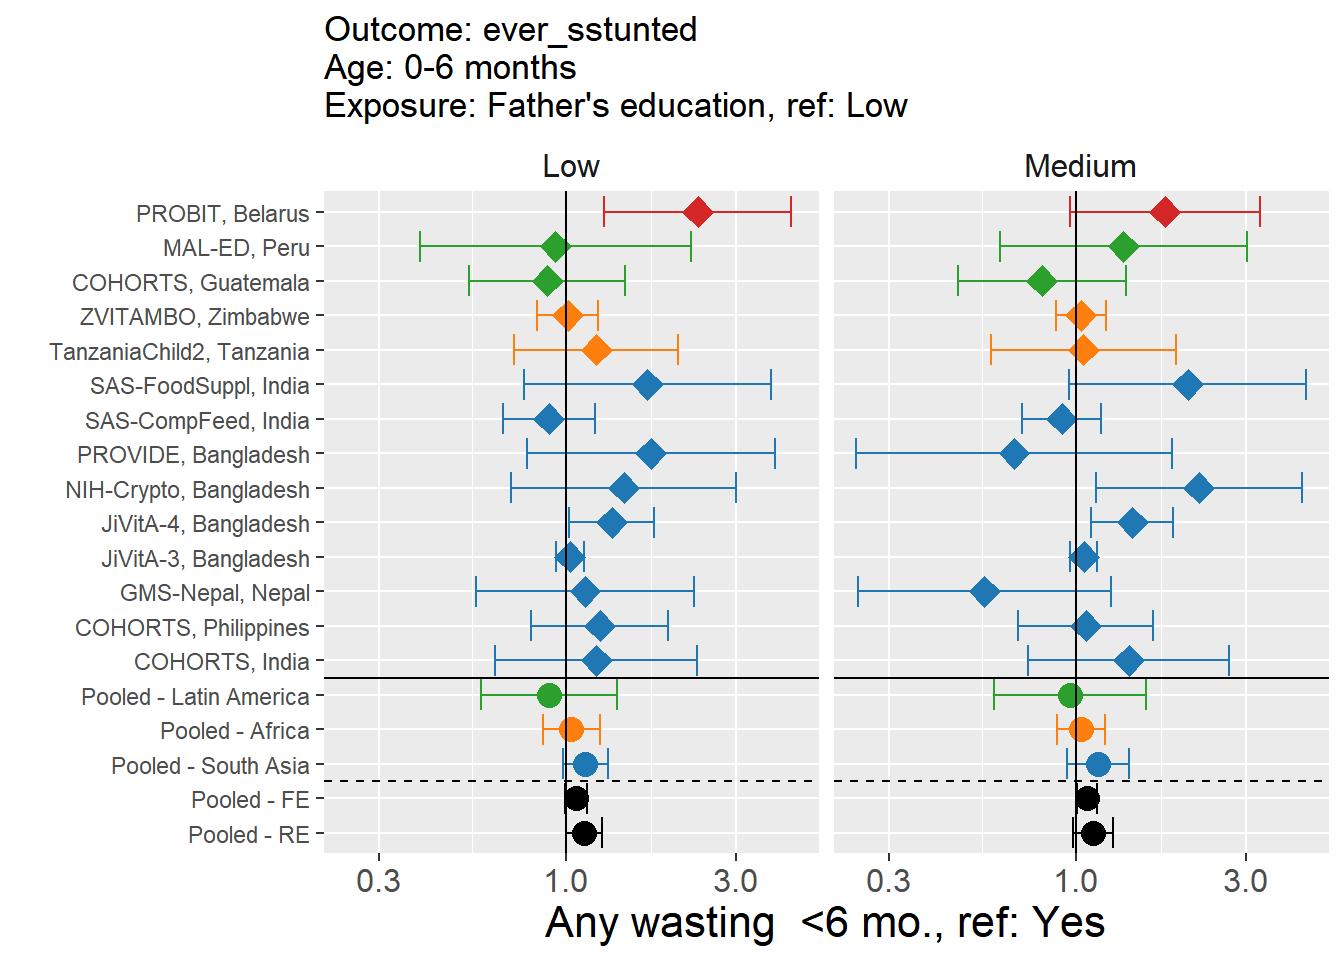 Outcome: ever_sstunted
Age: 0-6 months
Exposure: Father's education, ref: Low
Low
Medium
PROBIT, Belarus
MAL-ED, Peru
COHORTS, Guatemala
ZVITAMBO, Zimbabwe
TanzaniaChild2, Tanzania
SAS-FoodSuppl, India
SAS-CompFeed, India
PROVIDE, Bangladesh
NIH-Crypto, Bangladesh
JiVitA-4, Bangladesh
JiVitA-3, Bangladesh
GMS-Nepal, Nepal
COHORTS, Philippines
COHORTS, India
Pooled - Latin America
Pooled - Africa
Pooled - South Asia
Pooled - FE
Pooled - RE
0.3 1.0 3.0 0.3 1.0 3.0
Any wasting  <6 mo., ref: Yes